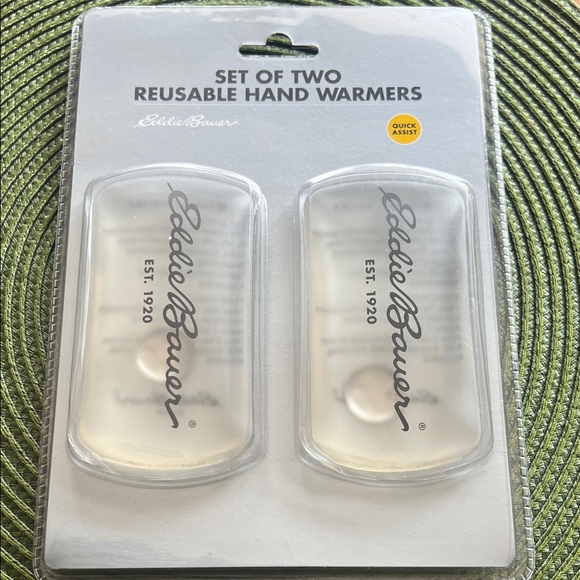 SET OF TWO
REUSABLE HAND WARMERS
Eddie Bauer
QUICK
ASSIST
Eddie Bauer®
EST. 1920
Eddie Bauer®
EST. 1920